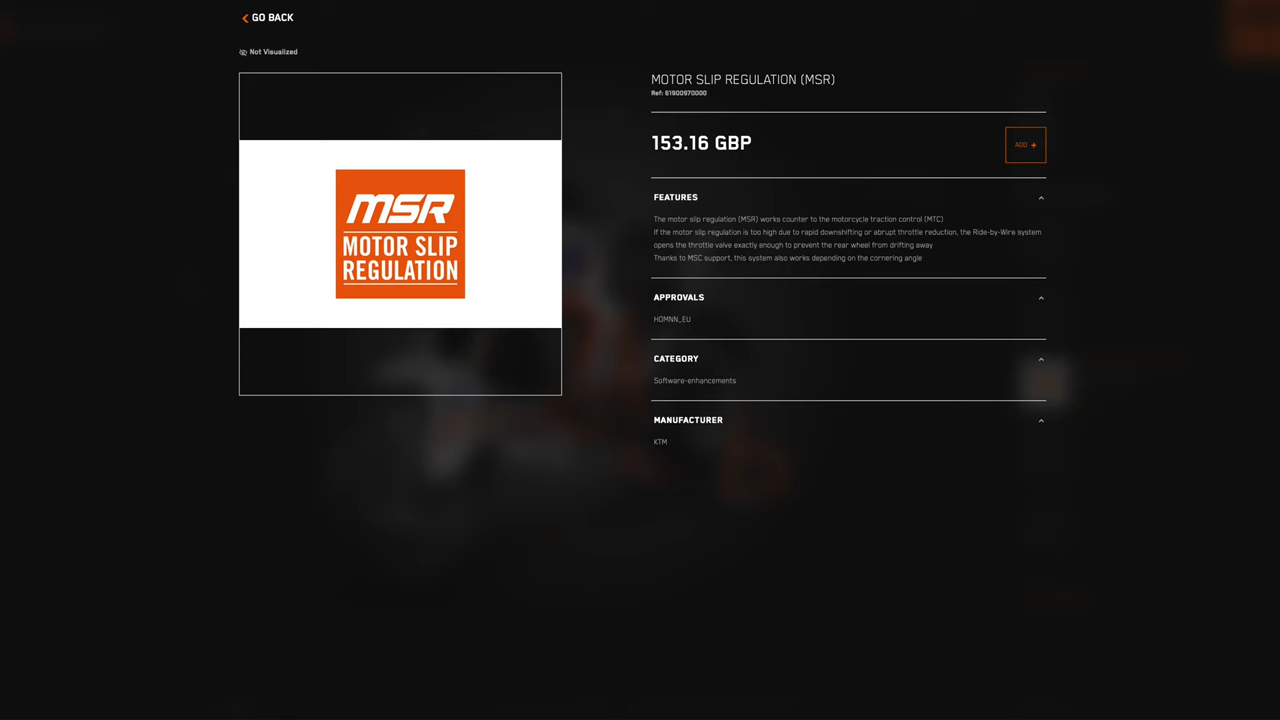 GO BACK
Not Visualized
MSR
MOTOR SLIP
REGULATION
MOTOR SLIP REGULATION (MSR)
Ref: 61900970000
153.16 GBP
ADD +
FEATURES
The motor slip regulation (MSR) works counter to the motorcycle traction control (MTC)
If the motor slip regulation is too high due to rapid downshifting or abrupt throttle reduction, the Ride-by-Wire system
opens the throttle valve exactly enough to prevent the rear wheel from drifting away
Thanks to MSC support, this system also works depending on the cornering angle
APPROVALS
HOMNN_EU
CATEGORY
Software-enhancements
MANUFACTURER
KTM